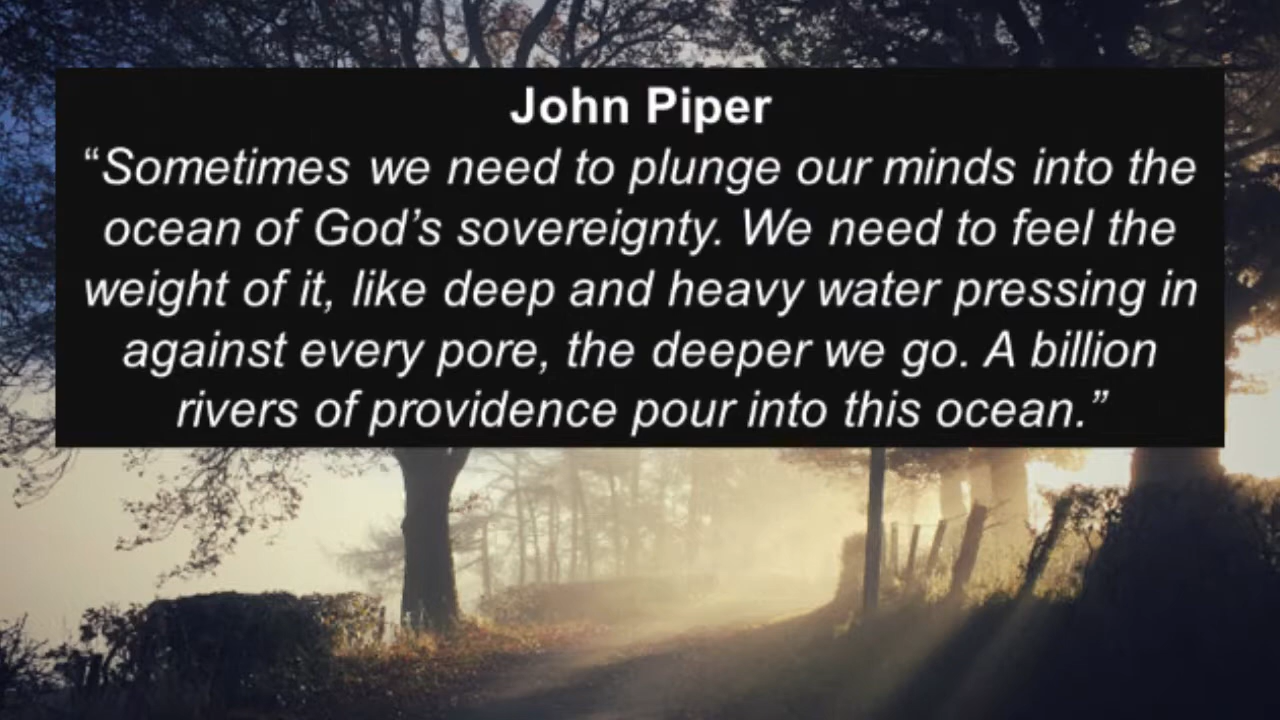 John Piper
“Sometimes we need to plunge our minds into the
ocean of God’s sovereignty. We need to feel the
weight of it, like deep and heavy water pressing in
against every pore, the deeper we go. A billion
rivers of providence pour into this ocean.”